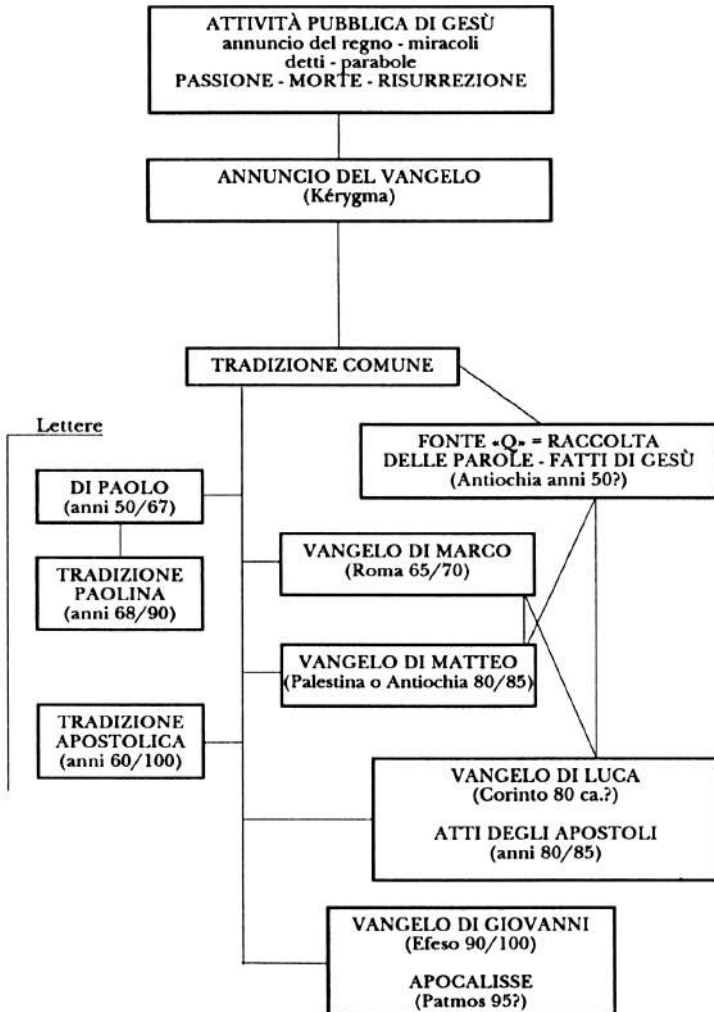 ATTIVITÀ PUBBLICA DI GESÙ
annuncio del regno - miracoli
detti - parabole
PASSIONE - MORTE - RISURREZIONE
ANNUNCIO DEL VANGELO
(Kérygma)
TRADIZIONE COMUNE
Lettere
FONTE «Q» = RACCOLTA
DELLE PAROLE - FATTI DI GESÙ
(Antiochia anni 50?)
DI PAOLO
(anni 50/67)
VANGELO DI MARCO
(Roma 65/70)
TRADIZIONE
PAOLINA
(anni 68/90)
VANGELO DI MATTEO
(Palestina o Antiochia 80/85)
TRADIZIONE
APOSTOLICA
(anni 60/100)
VANGELO DI LUCA
(Corinto 80 ca.?)
ATTI DEGLI APOSTOLI
(anni 80/85)
VANGELO DI GIOVANNI
(Efeso 90/100)
APOCALISSE
(Patmos 95?)